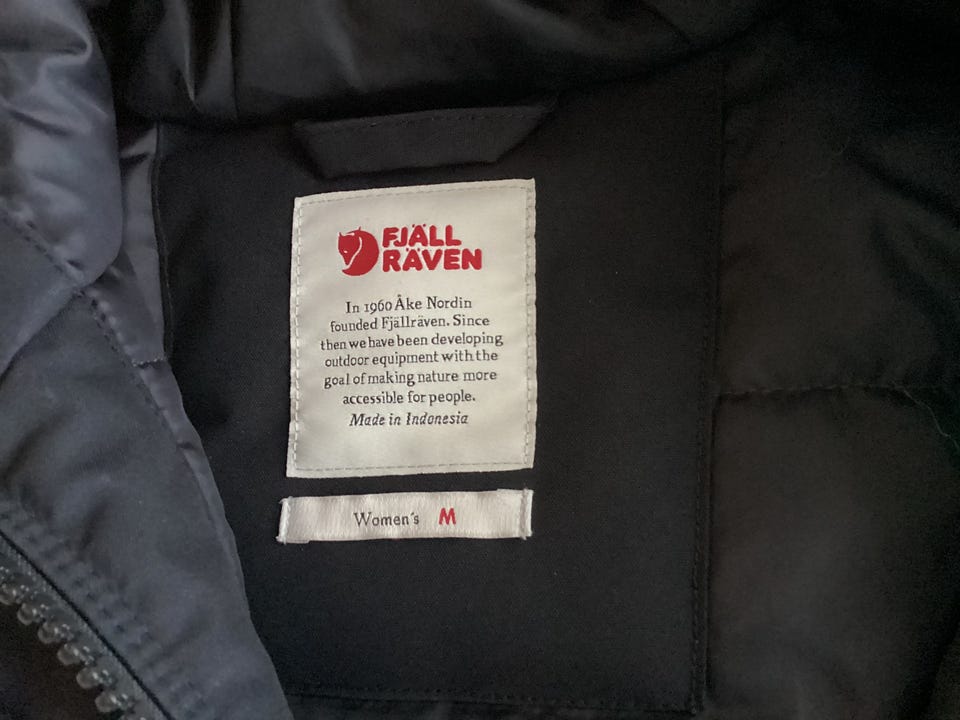 FJÄLL
RÄVEN
In 1960 Åke Nordin
founded Fjällräven. Since
then we have been developing
outdoor equipment with the
goal of making nature more
accessible for people.
Made in Indonesia
Women's M